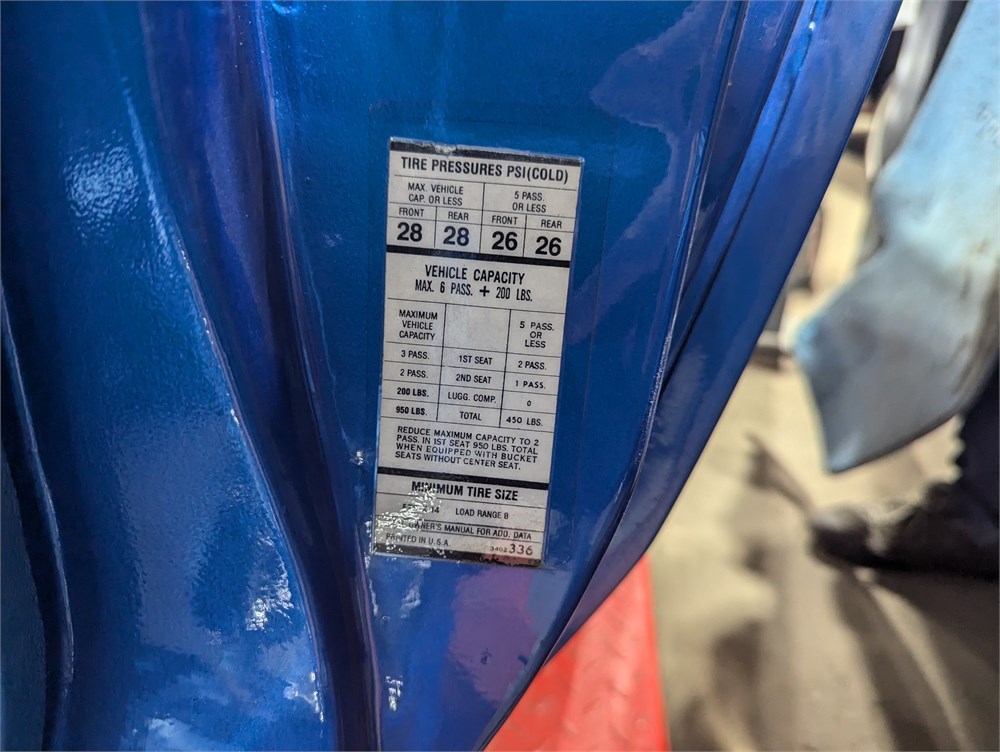 TIRE PRESSURES PSI(COLD)
MAX. VEHICLE CAP. OR LESS
5 PASS. OR LESS
FRONT REAR FRONT REAR
28 28 26 26
VEHICLE CAPACITY
MAX. 6 PASS. + 200 LBS.
MAXIMUM VEHICLE CAPACITY
5 PASS. OR LESS
3 PASS. 1ST SEAT 2 PASS.
2 PASS. 2ND SEAT 1 PASS.
200 LBS. LUGG. COMP. 0
950 LBS. TOTAL 450 LBS.
REDUCE MAXIMUM CAPACITY TO 2
PASS. IN 1ST SEAT 950 LBS. TOTAL
WHEN EQUIPPED WITH BUCKET
SEATS WITHOUT CENTER SEAT.
MINIMUM TIRE SIZE
14 LOAD RANGE B
OWNER'S MANUAL FOR ADD. DATA
PRINTED IN U.S.A. 3402336